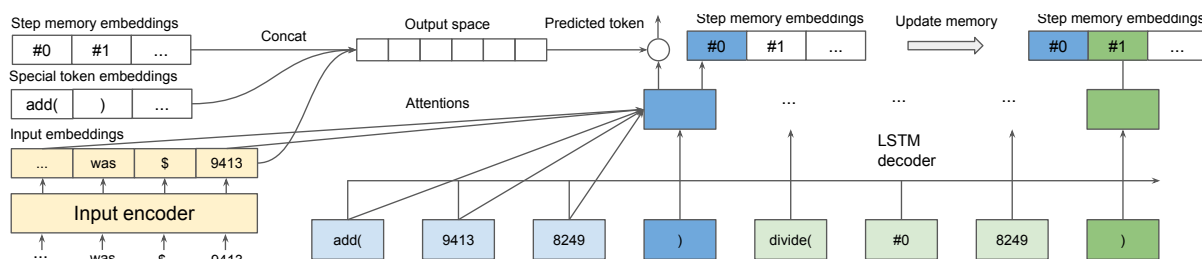 Step memory embeddings
#0 #1 ...
Special token embeddings
add( ) ...
Input embeddings
... was $ 9413
Input encoder
... was $ 9413
Concat
Output space
Predicted token
Attentions
Step memory embeddings
#0 #1 ...
Update memory
Step memory embeddings
#0 #1 ...
... ... ...
LSTM
decoder
add( 9413 8249 ) divide( #0 8249 )